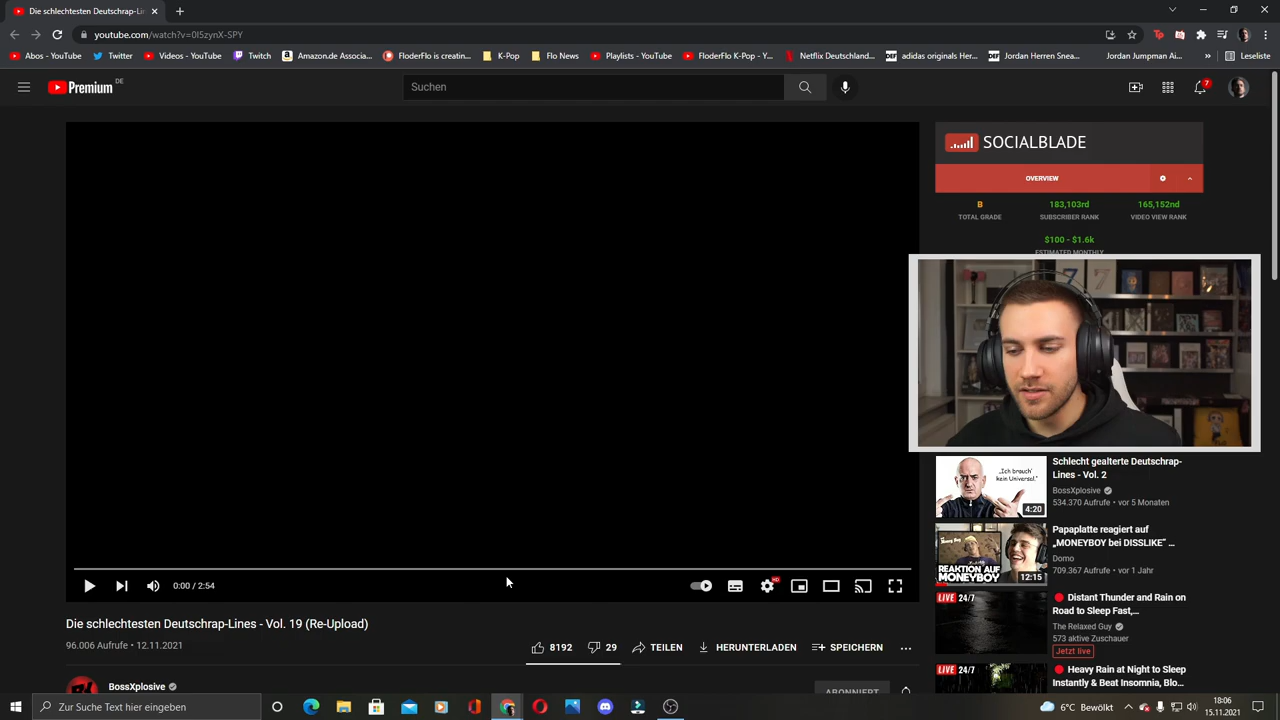 Die schlechtesten Deutschrap-Li
youtube.com/watch?v=0I5zynX-SPY
Abos - YouTube
Twitter
Videos - YouTube
Twitch
Amazon.de Associa...
FloderFlo is creatin...
K-Pop
Flo News
Playlists - YouTube
FloderFlo K-Pop - Y...
Netflix Deutschland...
adidas originals Her...
Jordan Herren Snea...
Jordan Jumpman Ai...
»
Leseliste
Premium DE
Suchen
7
SOCIALBLADE
OVERVIEW
B
183,103rd
165,152nd
TOTAL GRADE
SUBSCRIBER RANK
VIDEO VIEW RANK
$100 - $1.6k
ESTIMATED MONTHLY
0:00 / 2:54
HD
Die schlechtesten Deutschrap-Lines - Vol. 19 (Re-Upload)
96.006 Aufrufe • 12.11.2021
8192
29
TEILEN
HERUNTERLADEN
SPEICHERN
BossXplosive
ABONNIERT
„Ich brauch'
kein Universal."
4:20
Schlecht gealterte Deutschrap-
Lines - Vol. 2
BossXplosive
534.370 Aufrufe • vor 5 Monaten
REAKTION AUF
MONEYBOY
12:15
Papaplatte reagiert auf
„MONEYBOY bei DISSLIKE" ...
Domo
709.367 Aufrufe • vor 1 Jahr
LIVE 24/7
Distant Thunder and Rain on
Road to Sleep Fast,...
The Relaxed Guy
573 aktive Zuschauer
Jetzt live
LIVE 24/7
Heavy Rain at Night to Sleep
Instantly & Beat Insomnia, Blo...
Zur Suche Text hier eingeben
6°C Bewölkt
18:06
15.11.2021